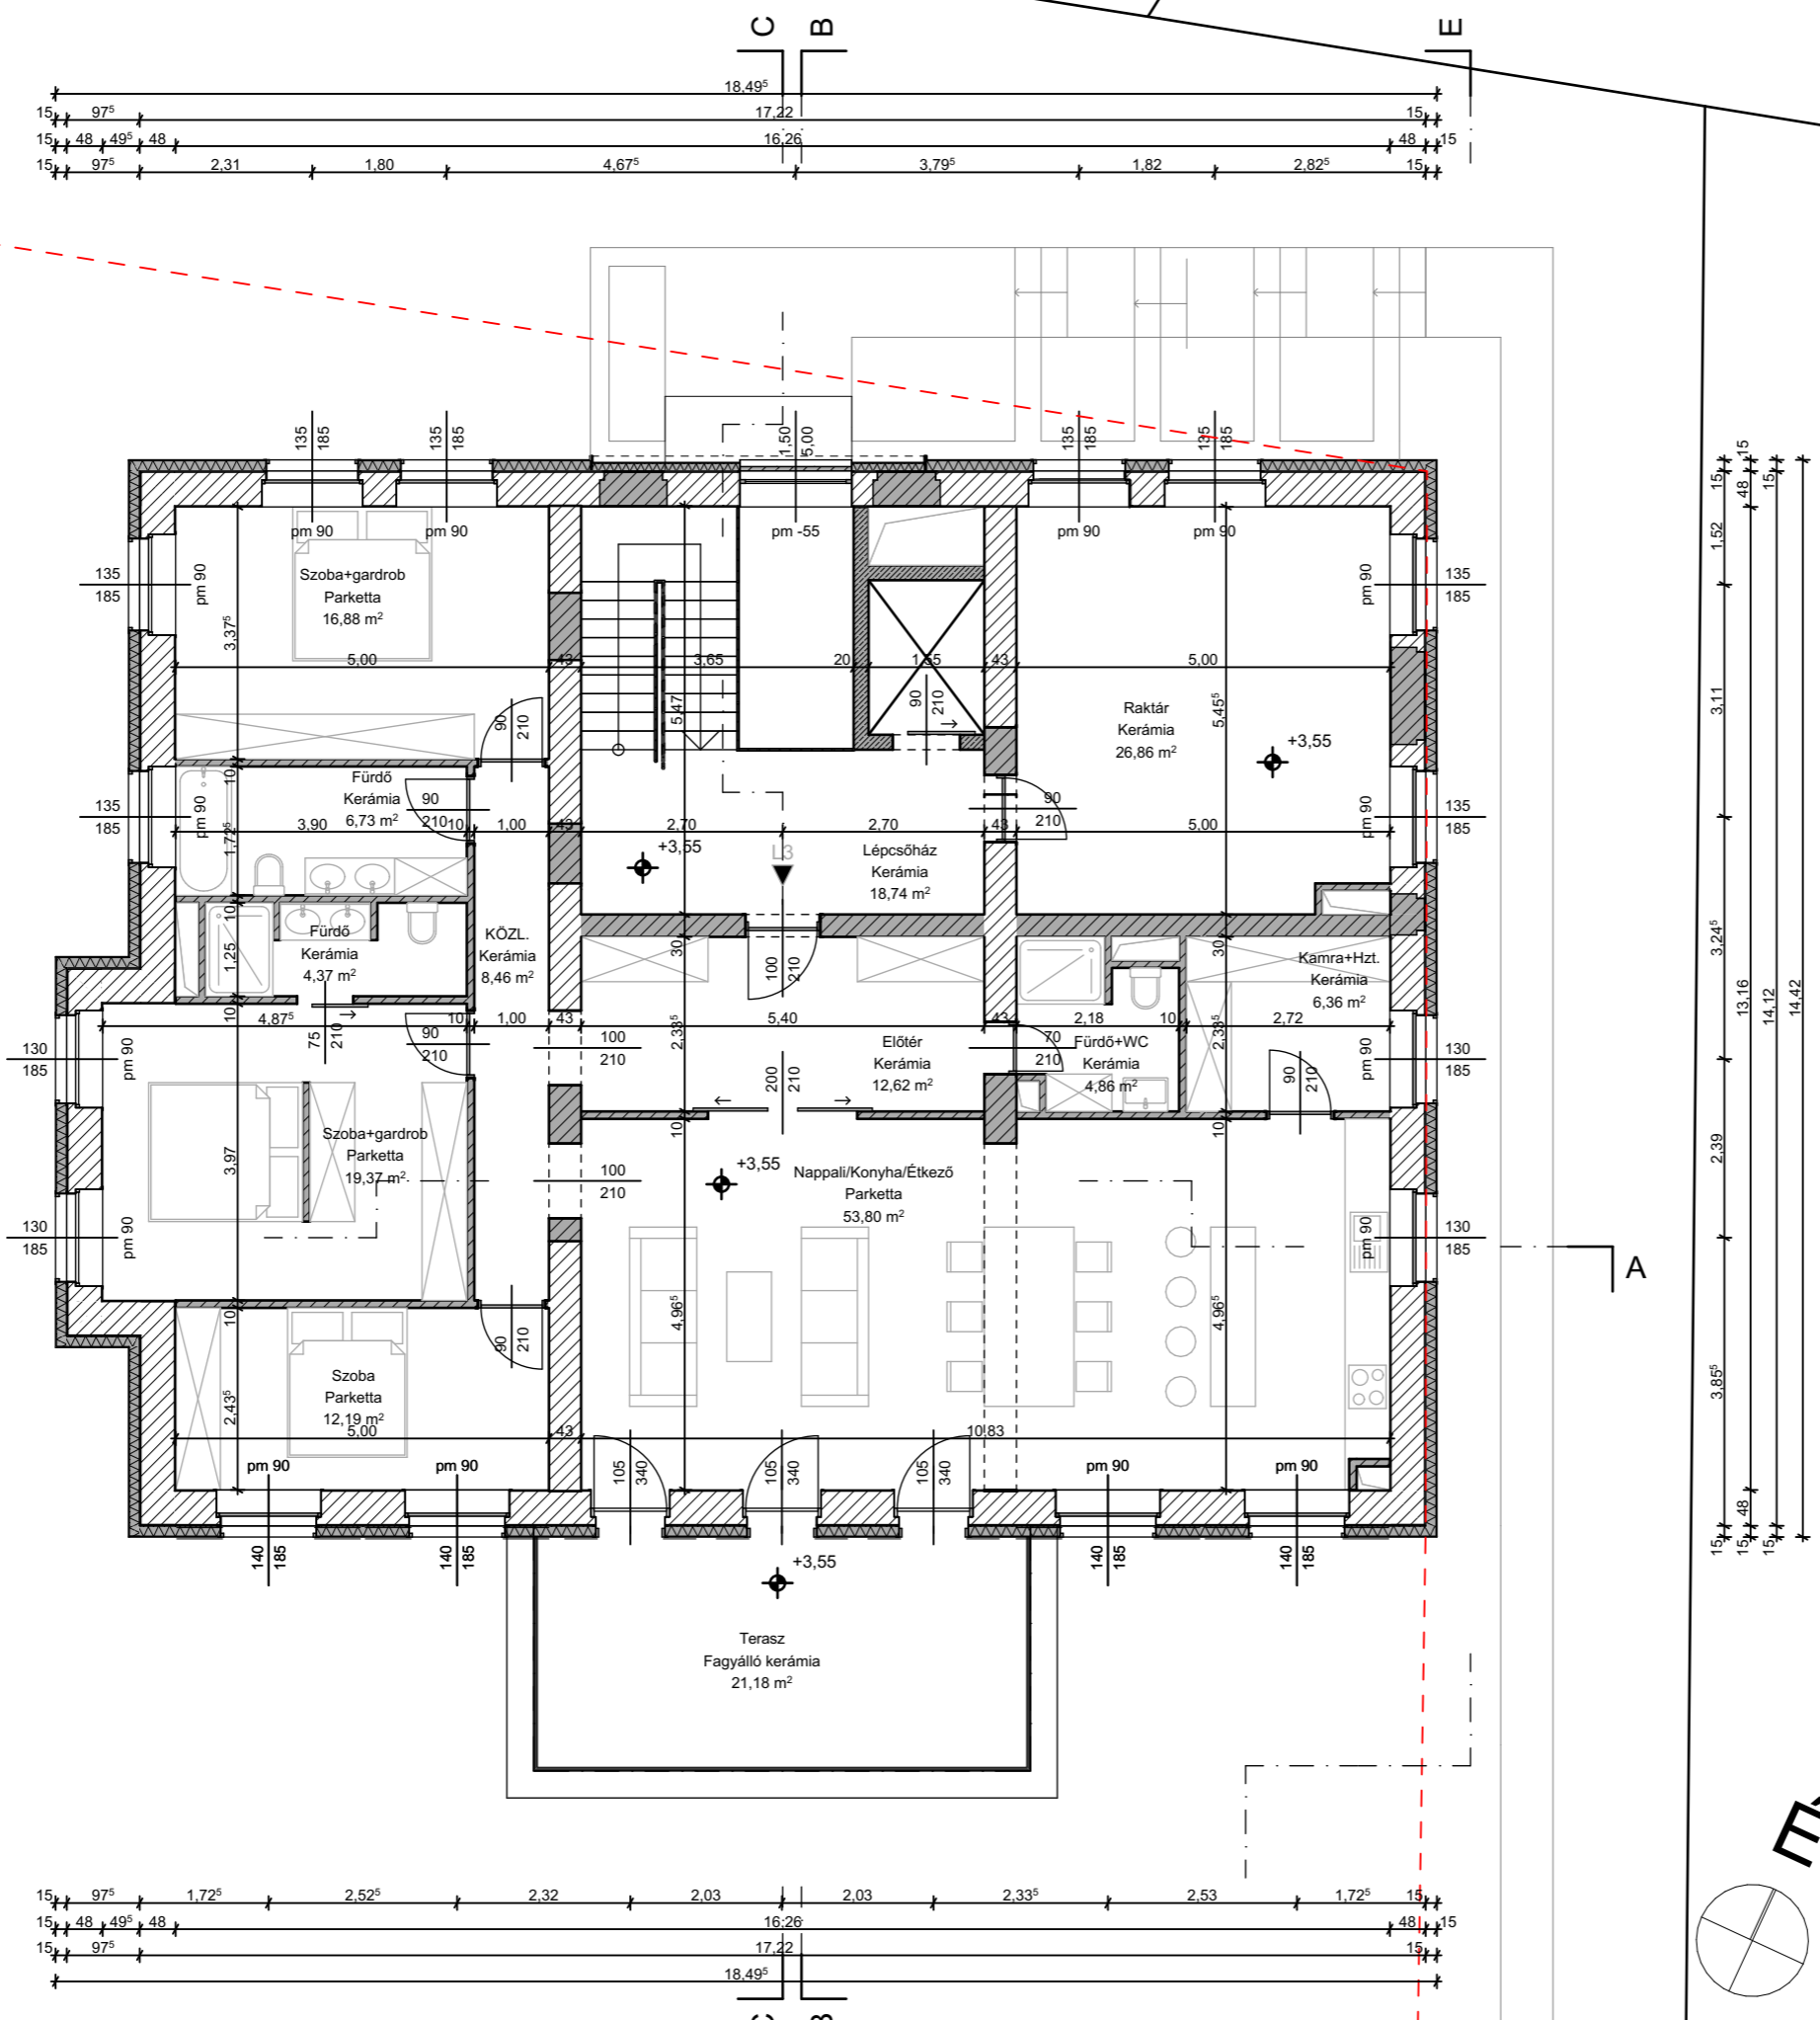 C B E
18,49⁵
15 97⁵ 17,22 15
15 48 49⁵ 48 16,26 48 15
15 97⁵ 2,31 1,80 4,67⁵ 3,79⁵ 1,82 2,82⁵ 15
135 185 135 185 1,50 5,00 135 185 135 185
pm 90 pm 90 pm -55 pm 90 pm 90
Szoba+gardrob
Parketta
16,88 m²
135 185 pm 90
pm 90 135 185
3,37⁵
5,00 43 3,65 20 1,55 43 5,00
5,47
5,45⁵
90 210
90 210
Raktár
Kerámia
26,86 m²
+3,55
Fürdő
Kerámia
6,73 m²
135 185 pm 90
90 210
10
1,72⁵
3,90 10 1,00 43 2,70 2,70 43 5,00
90 210
pm 90 135 185
+3,55
L3
Lépcsőház
Kerámia
18,74 m²
10
1,25
Fürdő
Kerámia
4,37 m²
KÖZL.
Kerámia
8,46 m²
30
100 210
30
Kamra+Hzt.
Kerámia
6,36 m²
10
4,87⁵ 10 1,00 43 5,40 43 2,18 10 2,72
75 210
90 210
100 210
2,33⁵
200 210
Előtér
Kerámia
12,62 m²
70 210
Fürdő+WC
Kerámia
4,86 m²
2,33⁵
90 210
130 185 pm 90
pm 90 130 185
10
10
Szoba+gardrob
Parketta
19,37 m²
3,97
100 210
+3,55
Nappali/Konyha/Étkező
Parketta
53,80 m²
130 185 pm 90
pm 90 130 185
A
10
90 210
4,96⁵
4,96⁵
Szoba
Parketta
12,19 m²
2,43⁵
5,00 43 10,83
pm 90 pm 90 105 340 105 340 105 340 pm 90 pm 90
140 185 140 185 140 185 140 185
+3,55
Terasz
Fagyálló kerámia
21,18 m²
15 1,52 3,11 3,24⁵ 2,39 3,85⁵ 15
15 48 13,16 48 15
15 14,12 15
14,42
É
15 97⁵ 1,72⁵ 2,52⁵ 2,32 2,03 2,03 2,33⁵ 2,53 1,72⁵ 15
15 48 49⁵ 48 16,26 48 15
15 97⁵ 17,22 15
18,49⁵
C B